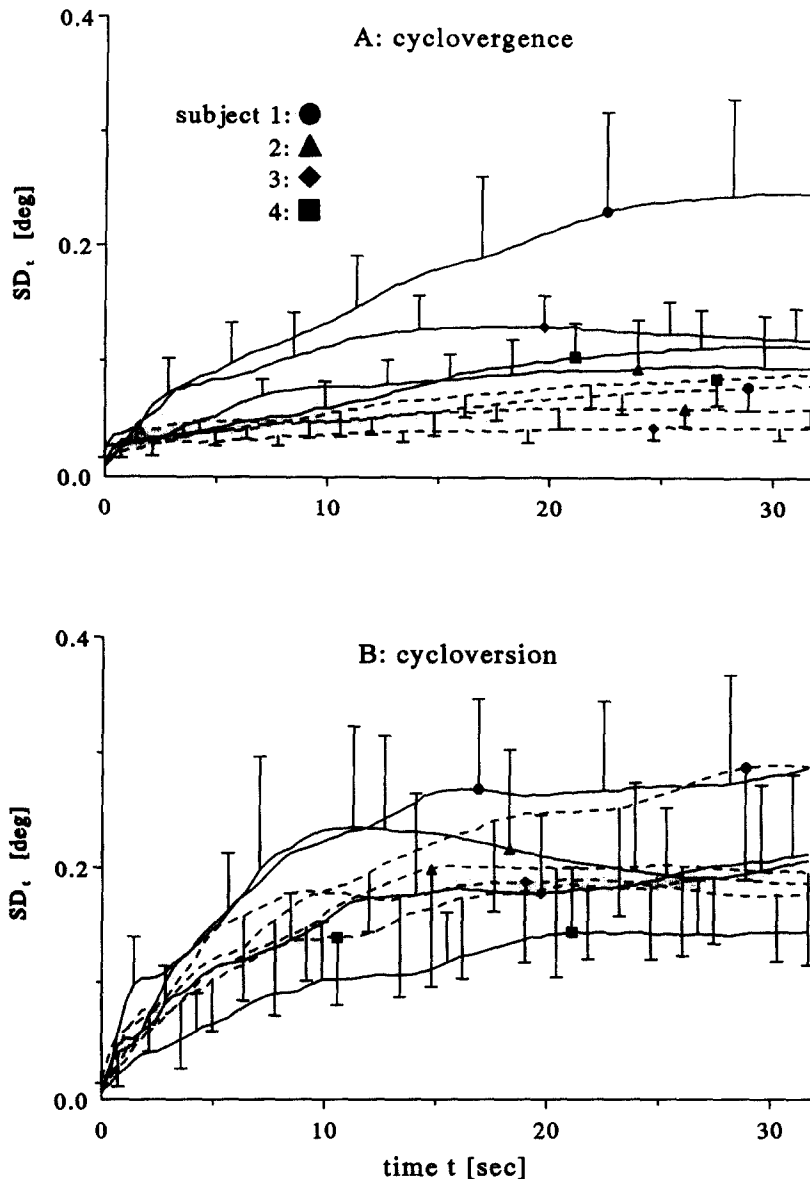 0.4
A: cyclovergence
subject 1:
2:
3:
4:
SDt [deg]
0.2
0.0
0 10 20 30
0.4
B: cycloversion
SDt [deg]
0.2
0.0
0 10 20 30
time t [sec]